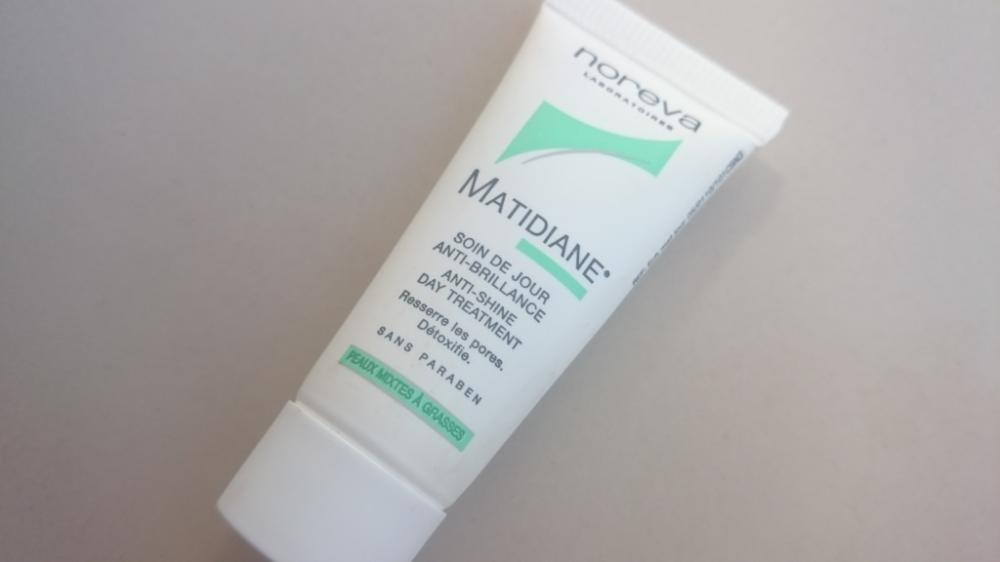 noreva
LABORATOIRES
MATIDIANE
SOIN DE JOUR
ANTI-BRILLANCE
ANTI-SHINE
DAY TREATMENT
Resserre les pores.
Détoxifie.
SANS PARABEN
PEAUX MIXTES À GRASSES